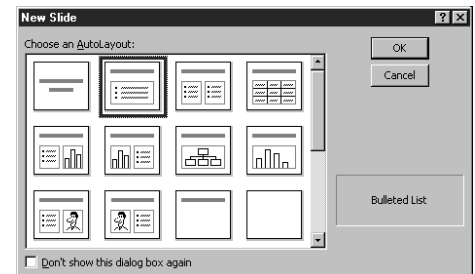 New Slide
Choose an AutoLayout:
OK
Cancel
Bulleted List
Don't show this dialog box again